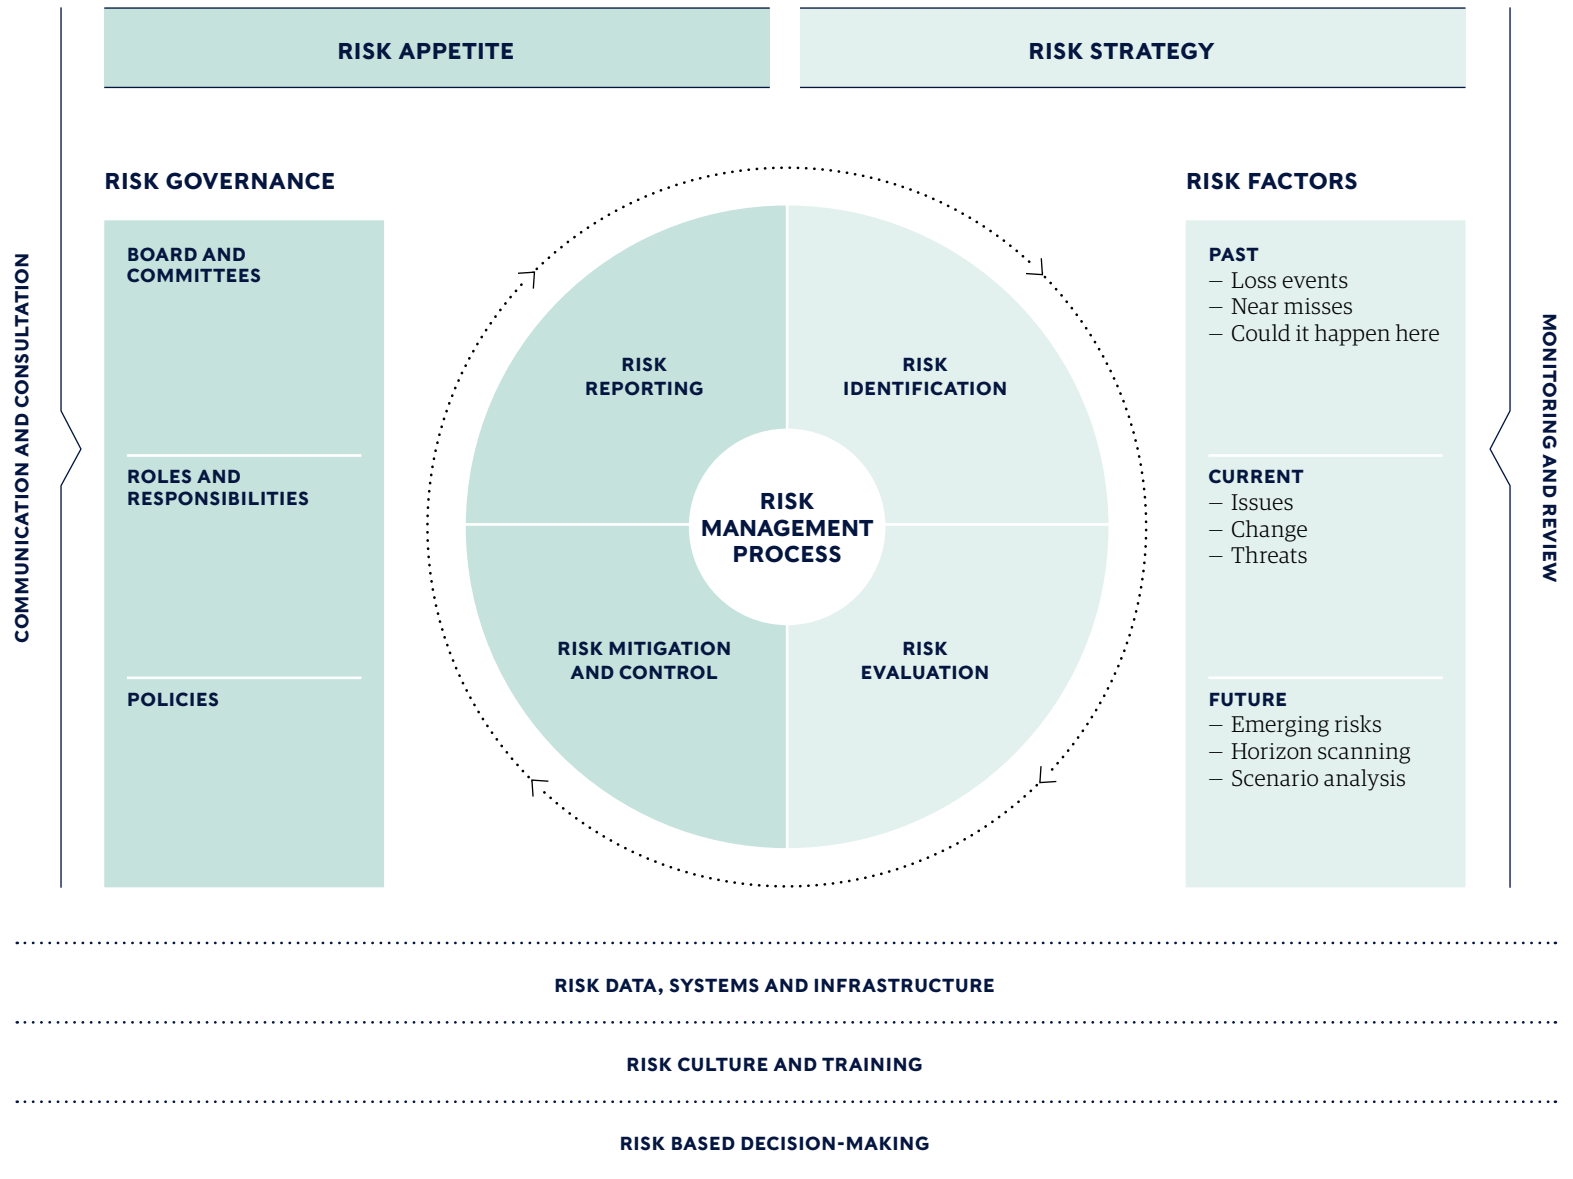 RISK APPETITE
RISK STRATEGY
COMMUNICATION AND CONSULTATION
RISK GOVERNANCE
BOARD AND
COMMITTEES
ROLES AND
RESPONSIBILITIES
POLICIES
RISK
REPORTING
RISK
IDENTIFICATION
RISK
MANAGEMENT
PROCESS
RISK MITIGATION
AND CONTROL
RISK
EVALUATION
RISK FACTORS
PAST
– Loss events
– Near misses
– Could it happen here
CURRENT
– Issues
– Change
– Threats
FUTURE
– Emerging risks
– Horizon scanning
– Scenario analysis
MONITORING AND REVIEW
RISK DATA, SYSTEMS AND INFRASTRUCTURE
RISK CULTURE AND TRAINING
RISK BASED DECISION-MAKING